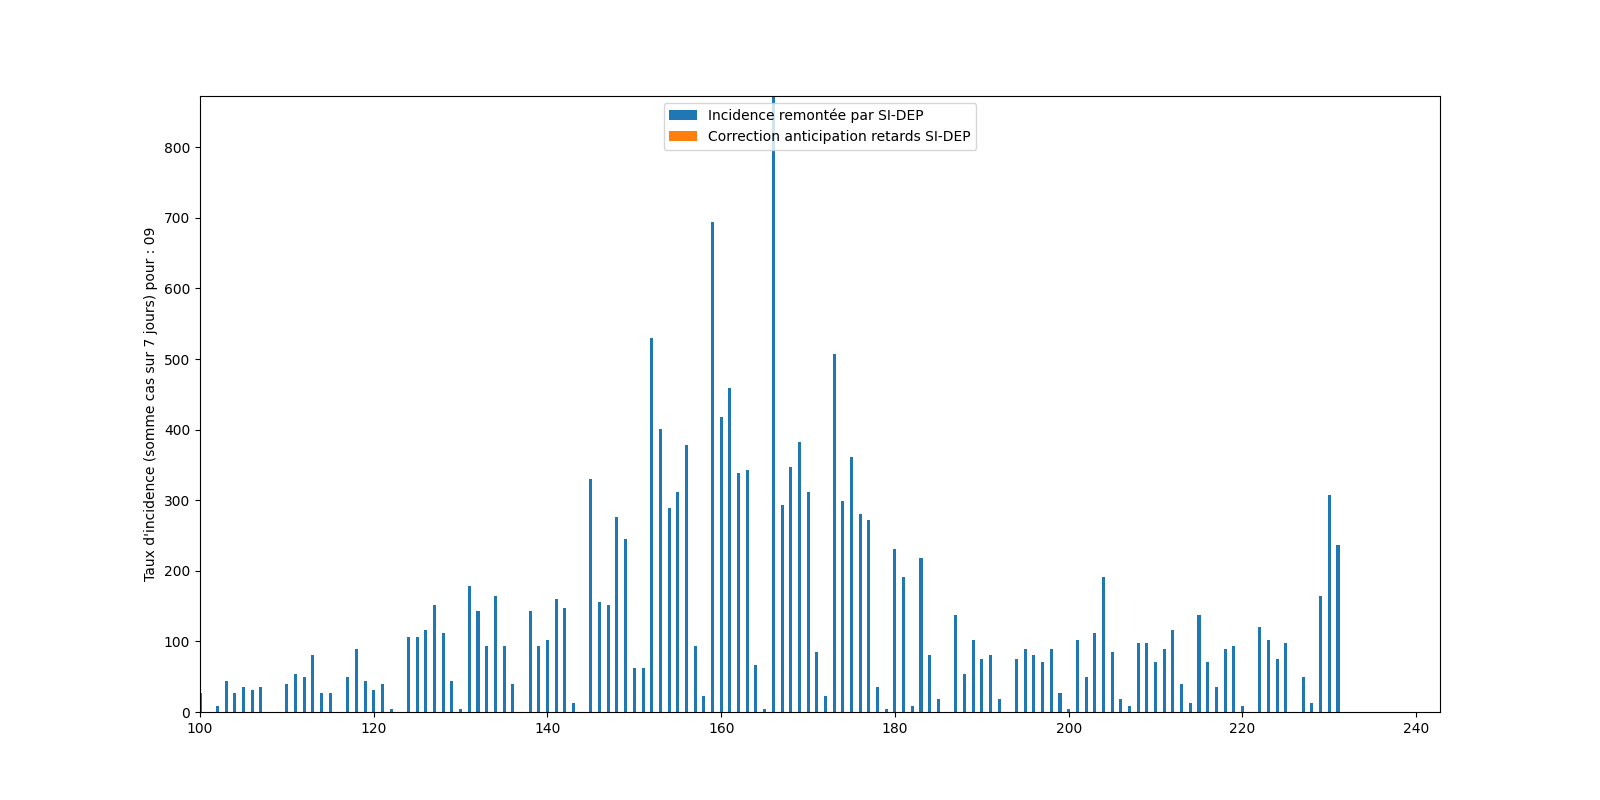 Incidence remontée par SI-DEP
Correction anticipation retards SI-DEP
Taux d'incidence (somme cas sur 7 jours) pour : 09
800
700
600
500
400
300
200
100
0
100 120 140 160 180 200 220 240